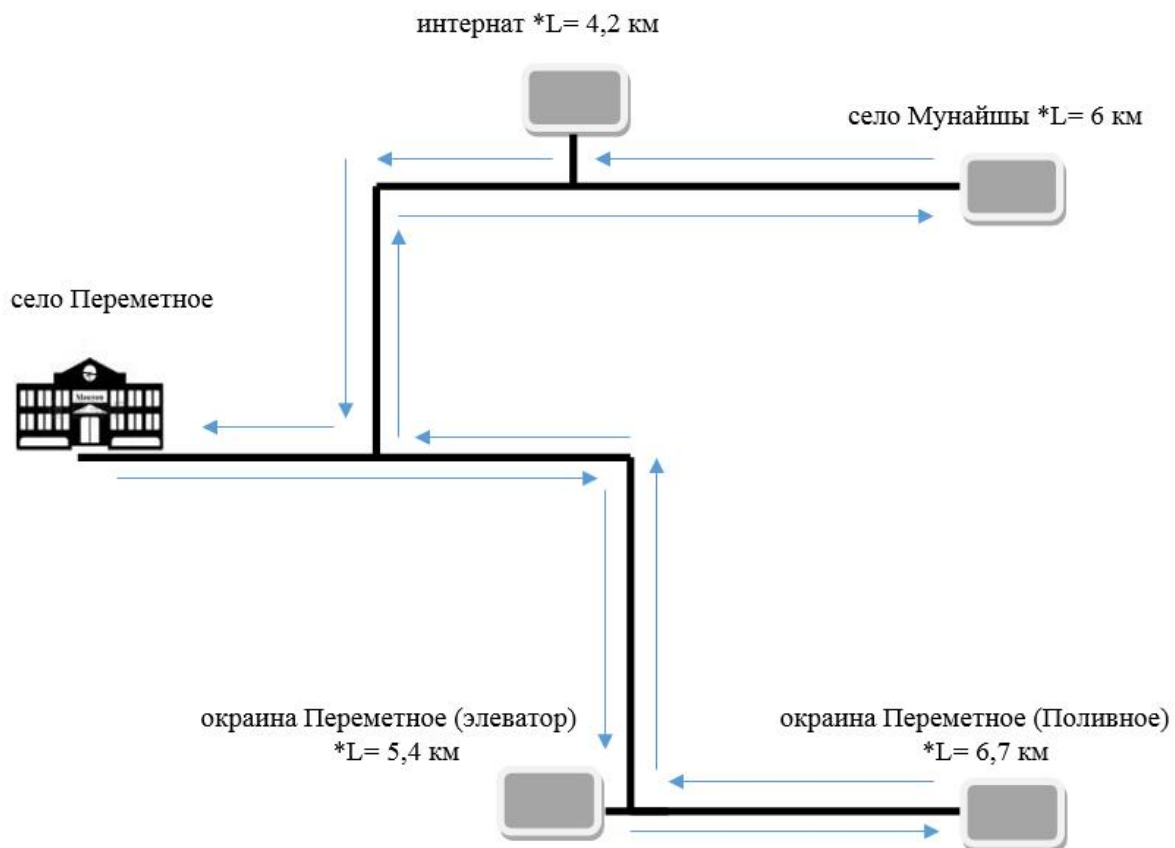 интернат *L= 4,2 км
село Мунайшы *L= 6 км
село Переметное
окраина Переметное (элеватор)
*L= 5,4 км
окраина Переметное (Поливное)
*L= 6,7 км